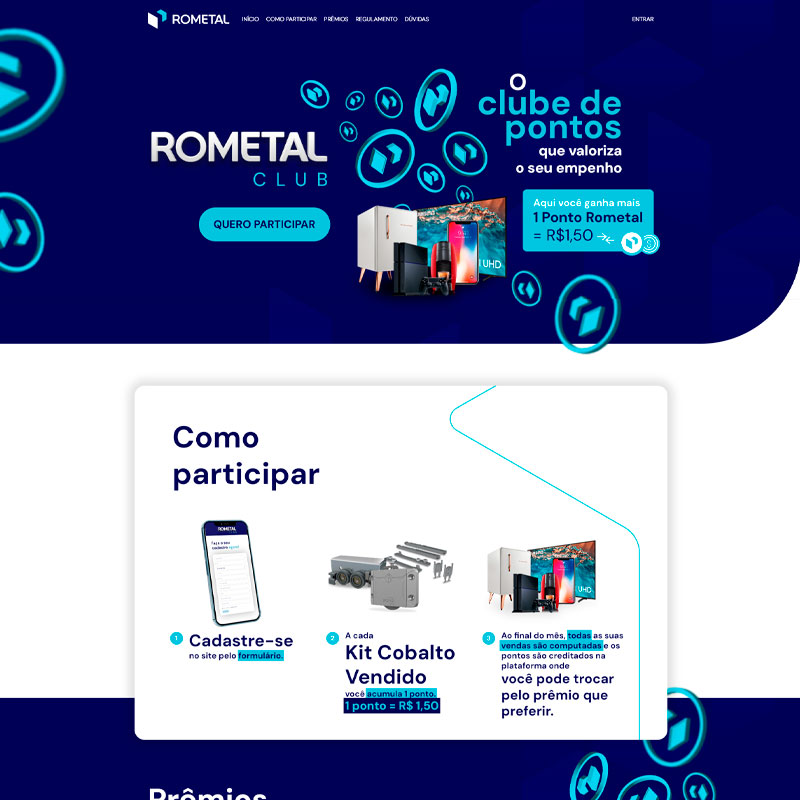 ROMETAL
INÍCIO
COMO PARTICIPAR
PRÊMIOS
REGULAMENTO
DÚVIDAS
ENTRAR
ROMETAL
CLUB
QUERO PARTICIPAR
O
clube de
pontos
que valoriza
o seu empenho
Aqui você ganha mais
1 Ponto Rometal
= R$1,50
UHD
Como
participar
ROMETAL
1
Cadastre-se
no site pelo formulário.
2
A cada
Kit Cobalto
Vendido
você acumula 1 ponto.
1 ponto = R$ 1,50
UHD
3
Ao final do mês, todas as suas
vendas são computadas e os
pontos são creditados na
plataforma onde
você pode trocar
pelo prêmio que
preferir.
Prêmios